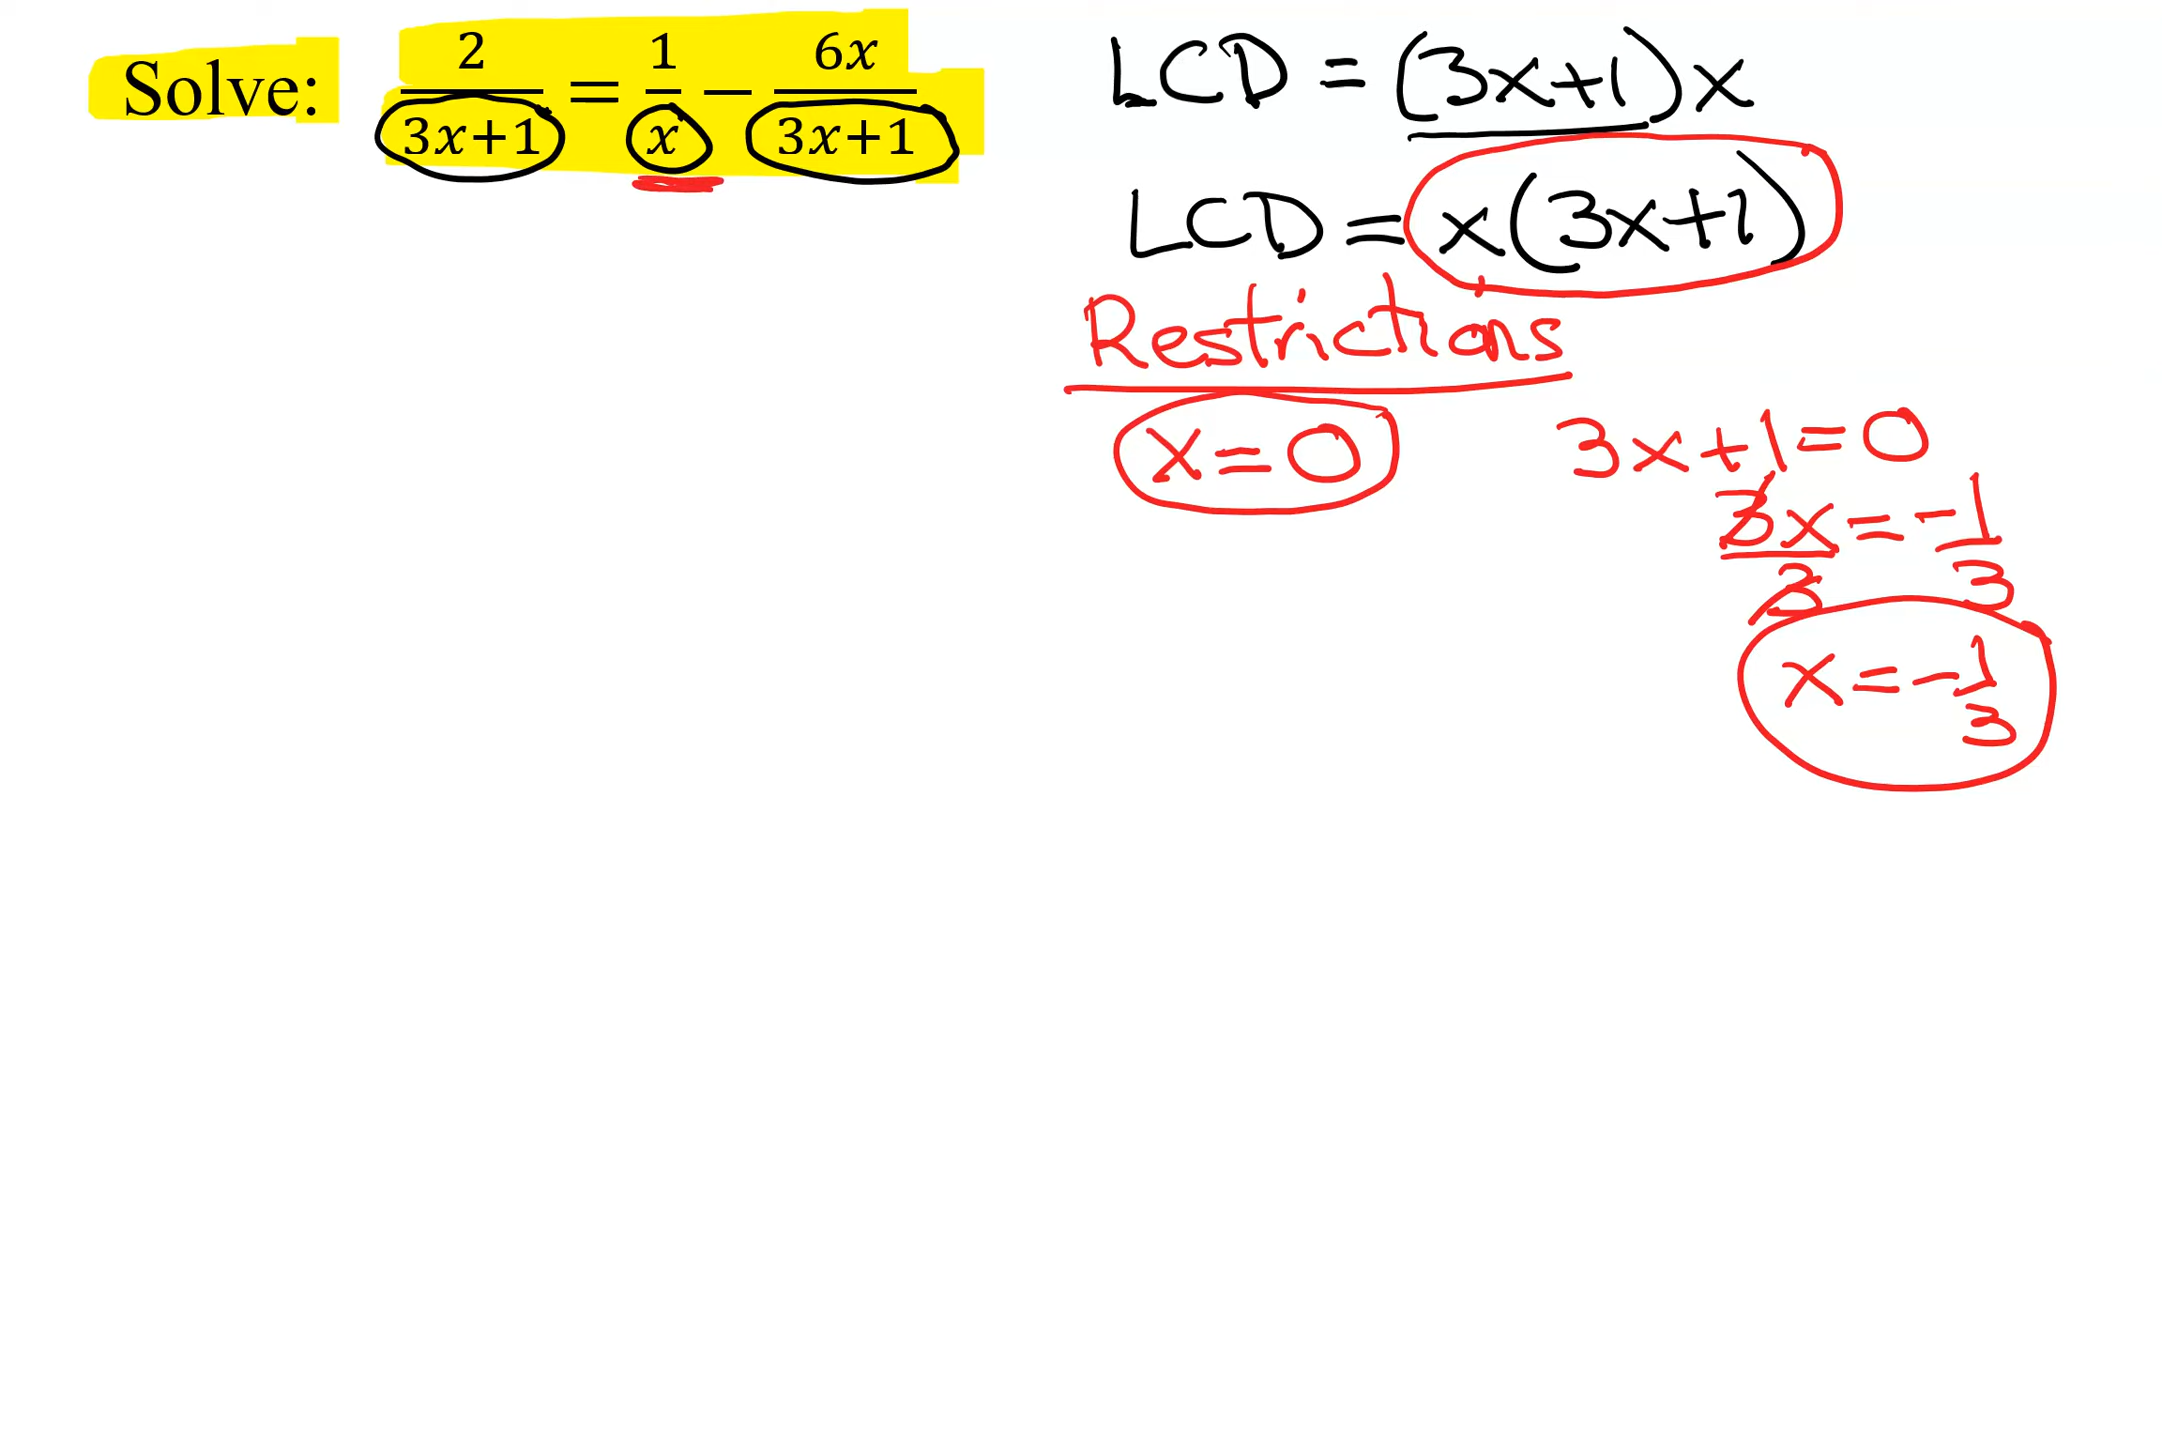 Solve: 2/(3x+1) = 1/x − 6x/(3x+1)
LCD = (3x+1)x
LCD = x(3x+1)
Restrictions
x=0
3x+1=0
3x/3 = -1/3
x = -1/3